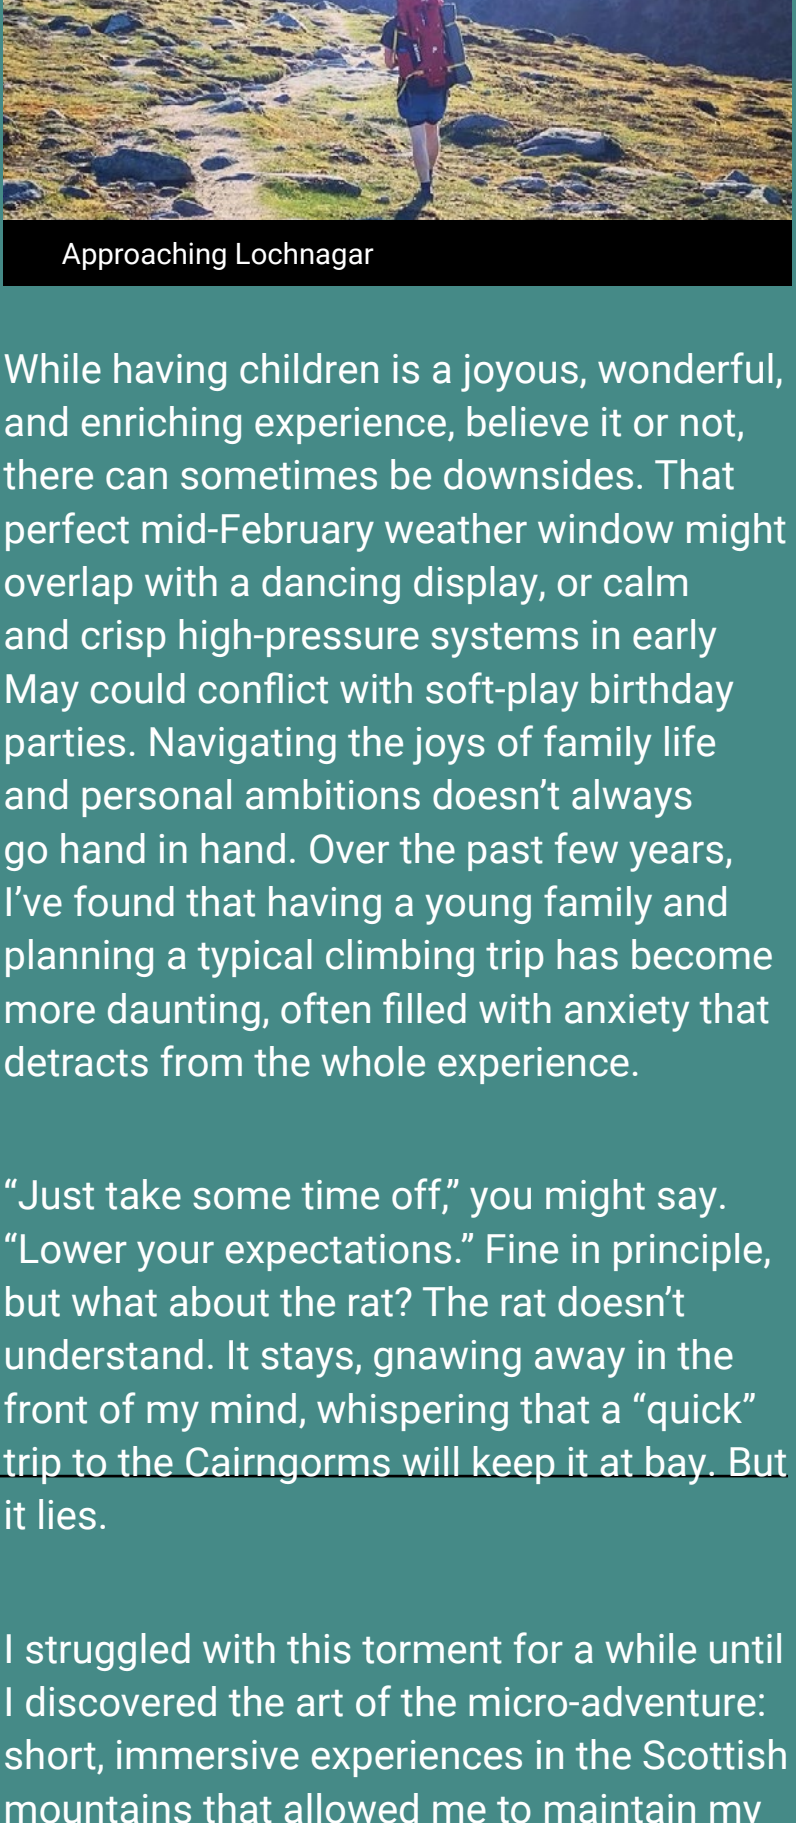 Approaching Lochnagar
While having children is a joyous, wonderful,
and enriching experience, believe it or not,
there can sometimes be downsides. That
perfect mid-February weather window might
overlap with a dancing display, or calm
and crisp high-pressure systems in early
May could conflict with soft-play birthday
parties. Navigating the joys of family life
and personal ambitions doesn’t always
go hand in hand. Over the past few years,
I’ve found that having a young family and
planning a typical climbing trip has become
more daunting, often filled with anxiety that
detracts from the whole experience.
“Just take some time off,” you might say.
“Lower your expectations.” Fine in principle,
but what about the rat? The rat doesn’t
understand. It stays, gnawing away in the
front of my mind, whispering that a “quick”
trip to the Cairngorms will keep it at bay. But
it lies.
I struggled with this torment for a while until
I discovered the art of the micro-adventure:
short, immersive experiences in the Scottish
mountains that allowed me to maintain my